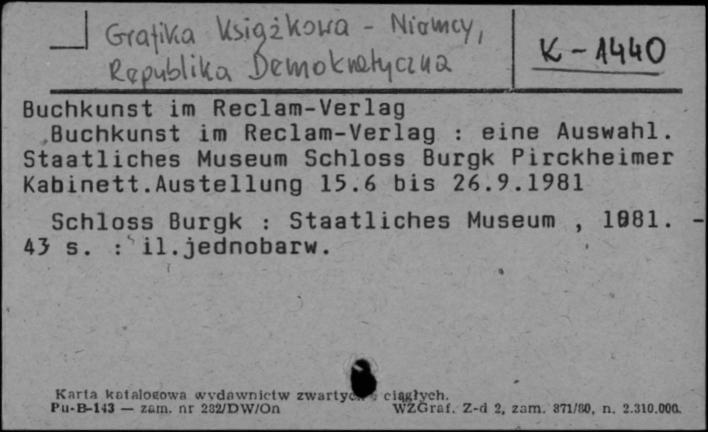 Grafika Książkowa - Niemcy,
Republika Demokratyczna
K-1440
Buchkunst im Reclam-Verlag
Buchkunst im Reclam-Verlag : eine Auswahl.
Staatliches Museum Schloss Burgk Pirckheimer
Kabinett.Austellung 15.6 bis 26.9.1981
Schloss Burgk : Staatliches Museum , 1981. -
43 s. : il.jednobarw.
Karta katalogowa wydawnictw zwartych ciągłych.
Pu-B-143 — zam. nr 232/DW/On
WZGraf. Z-d 2, zam. 871/80, n. 2.310.000.